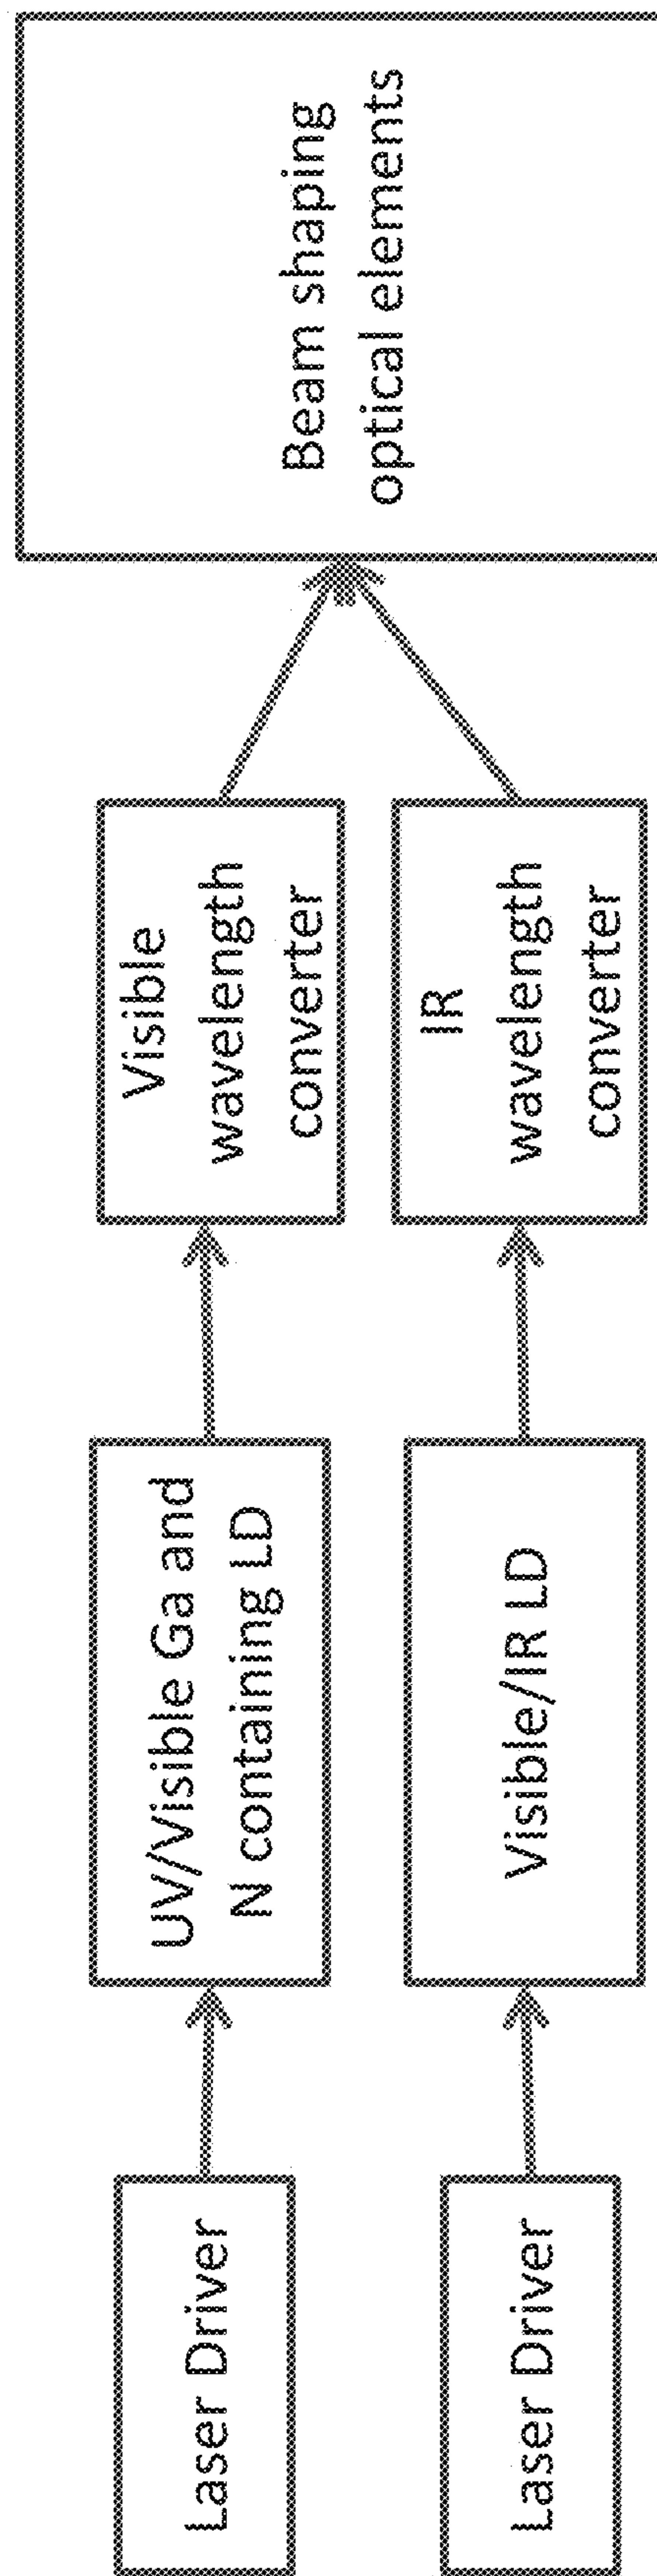 Laser Driver
UV/Visible Ga and
N containing LD
Visible
wavelength
converter
Laser Driver
Visible/IR LD
IR
wavelength
converter
Beam shaping
optical elements